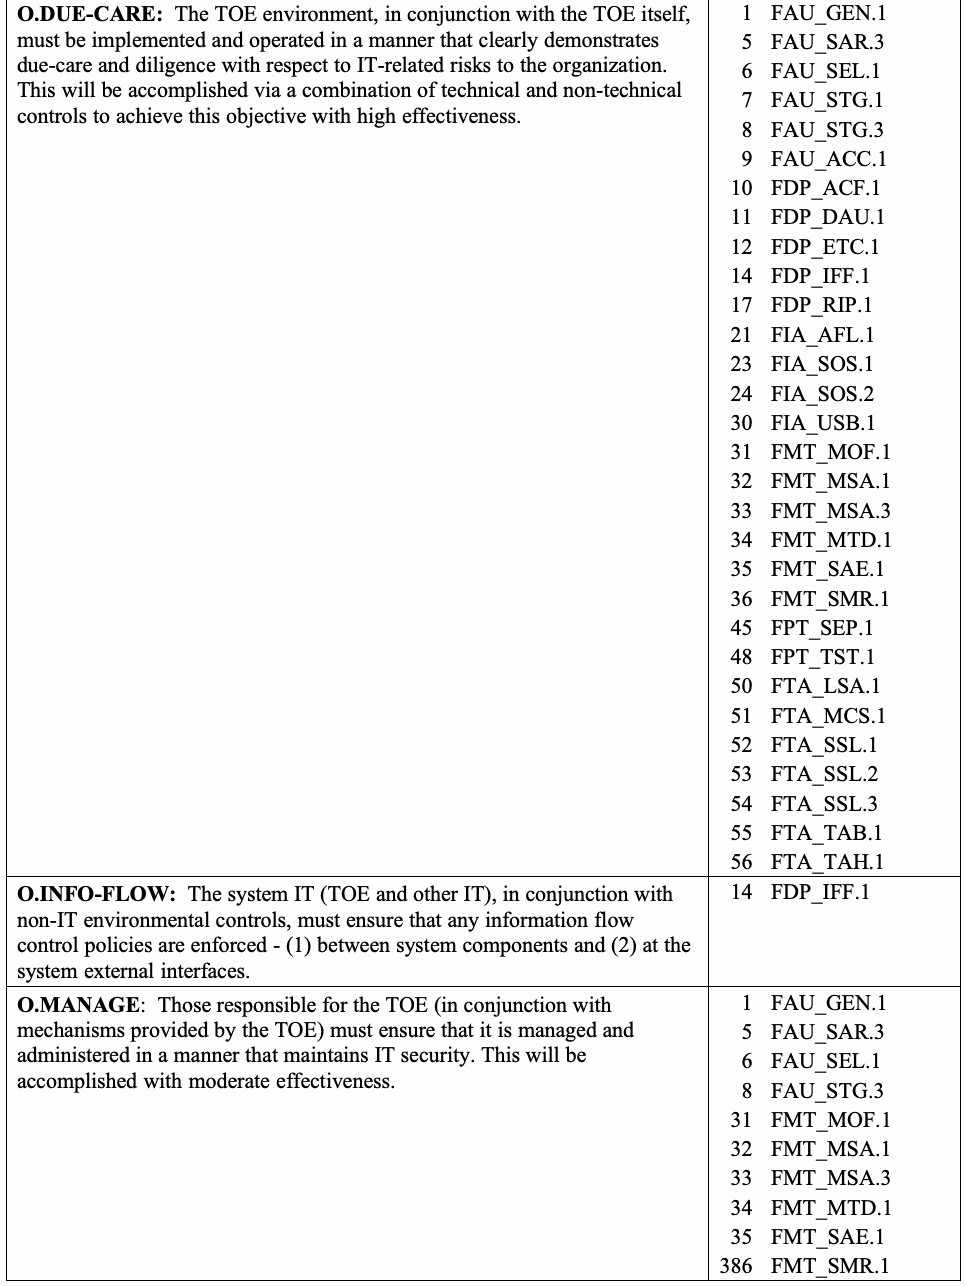 O.DUE-CARE: The TOE environment, in conjunction with the TOE itself,
must be implemented and operated in a manner that clearly demonstrates
due-care and diligence with respect to IT-related risks to the organization.
This will be accomplished via a combination of technical and non-technical
controls to achieve this objective with high effectiveness.
1 FAU_GEN.1
5 FAU_SAR.3
6 FAU_SEL.1
7 FAU_STG.1
8 FAU_STG.3
9 FAU_ACC.1
10 FDP_ACF.1
11 FDP_DAU.1
12 FDP_ETC.1
14 FDP_IFF.1
17 FDP_RIP.1
21 FIA_AFL.1
23 FIA_SOS.1
24 FIA_SOS.2
30 FIA_USB.1
31 FMT_MOF.1
32 FMT_MSA.1
33 FMT_MSA.3
34 FMT_MTD.1
35 FMT_SAE.1
36 FMT_SMR.1
45 FPT_SEP.1
48 FPT_TST.1
50 FTA_LSA.1
51 FTA_MCS.1
52 FTA_SSL.1
53 FTA_SSL.2
54 FTA_SSL.3
55 FTA_TAB.1
56 FTA_TAH.1
O.INFO-FLOW: The system IT (TOE and other IT), in conjunction with
non-IT environmental controls, must ensure that any information flow
control policies are enforced - (1) between system components and (2) at the
system external interfaces.
14 FDP_IFF.1
O.MANAGE: Those responsible for the TOE (in conjunction with
mechanisms provided by the TOE) must ensure that it is managed and
administered in a manner that maintains IT security. This will be
accomplished with moderate effectiveness.
1 FAU_GEN.1
5 FAU_SAR.3
6 FAU_SEL.1
8 FAU_STG.3
31 FMT_MOF.1
32 FMT_MSA.1
33 FMT_MSA.3
34 FMT_MTD.1
35 FMT_SAE.1
386 FMT_SMR.1